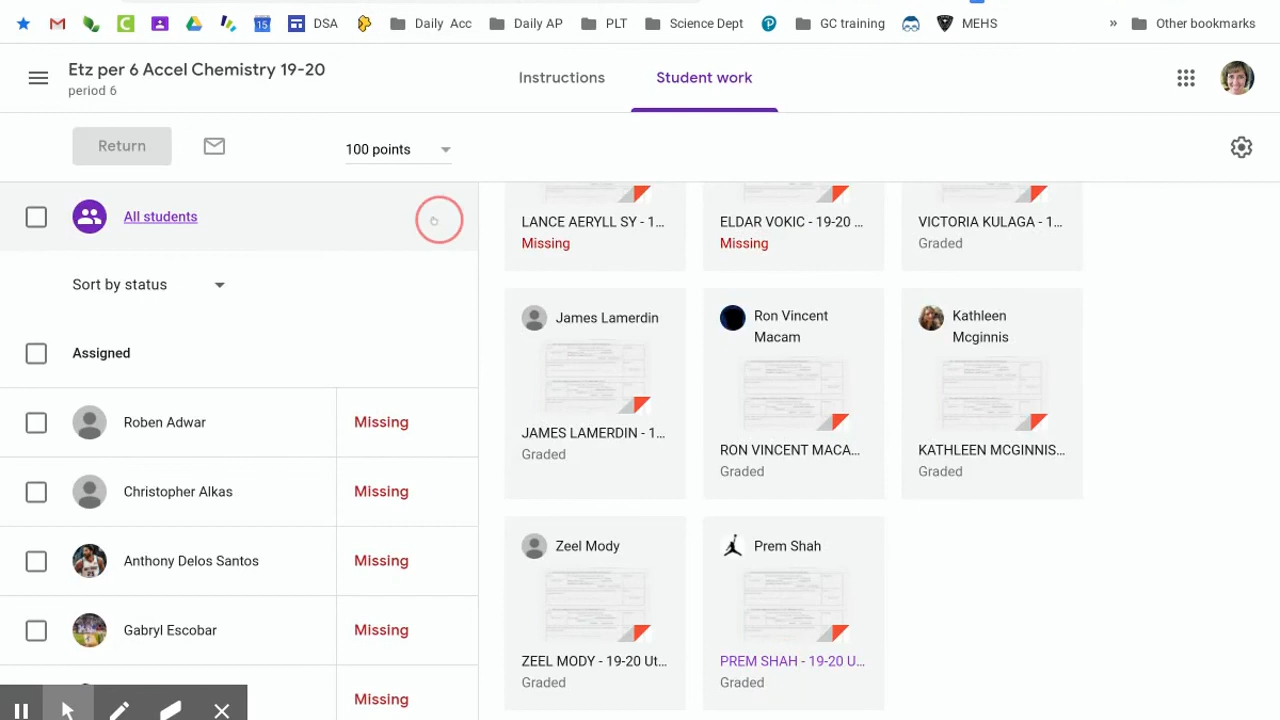 15
DSA
Daily Acc
Daily AP
PLT
Science Dept
GC training
MEHS
»
Other bookmarks
Etz per 6 Accel Chemistry 19-20
period 6
Instructions
Student work
Return
100 points
All students
Sort by status
Assigned
Roben Adwar
Missing
Christopher Alkas
Missing
Anthony Delos Santos
Missing
Gabryl Escobar
Missing
Missing
LANCE AERYLL SY - 1...
Missing
ELDAR VOKIC - 19-20 ...
Missing
VICTORIA KULAGA - 1...
Graded
James Lamerdin
JAMES LAMERDIN - 1...
Graded
Ron Vincent
Macam
RON VINCENT MACA...
Graded
Kathleen
Mcginnis
KATHLEEN MCGINNIS...
Graded
Zeel Mody
ZEEL MODY - 19-20 Ut...
Graded
Prem Shah
PREM SHAH - 19-20 U...
Graded